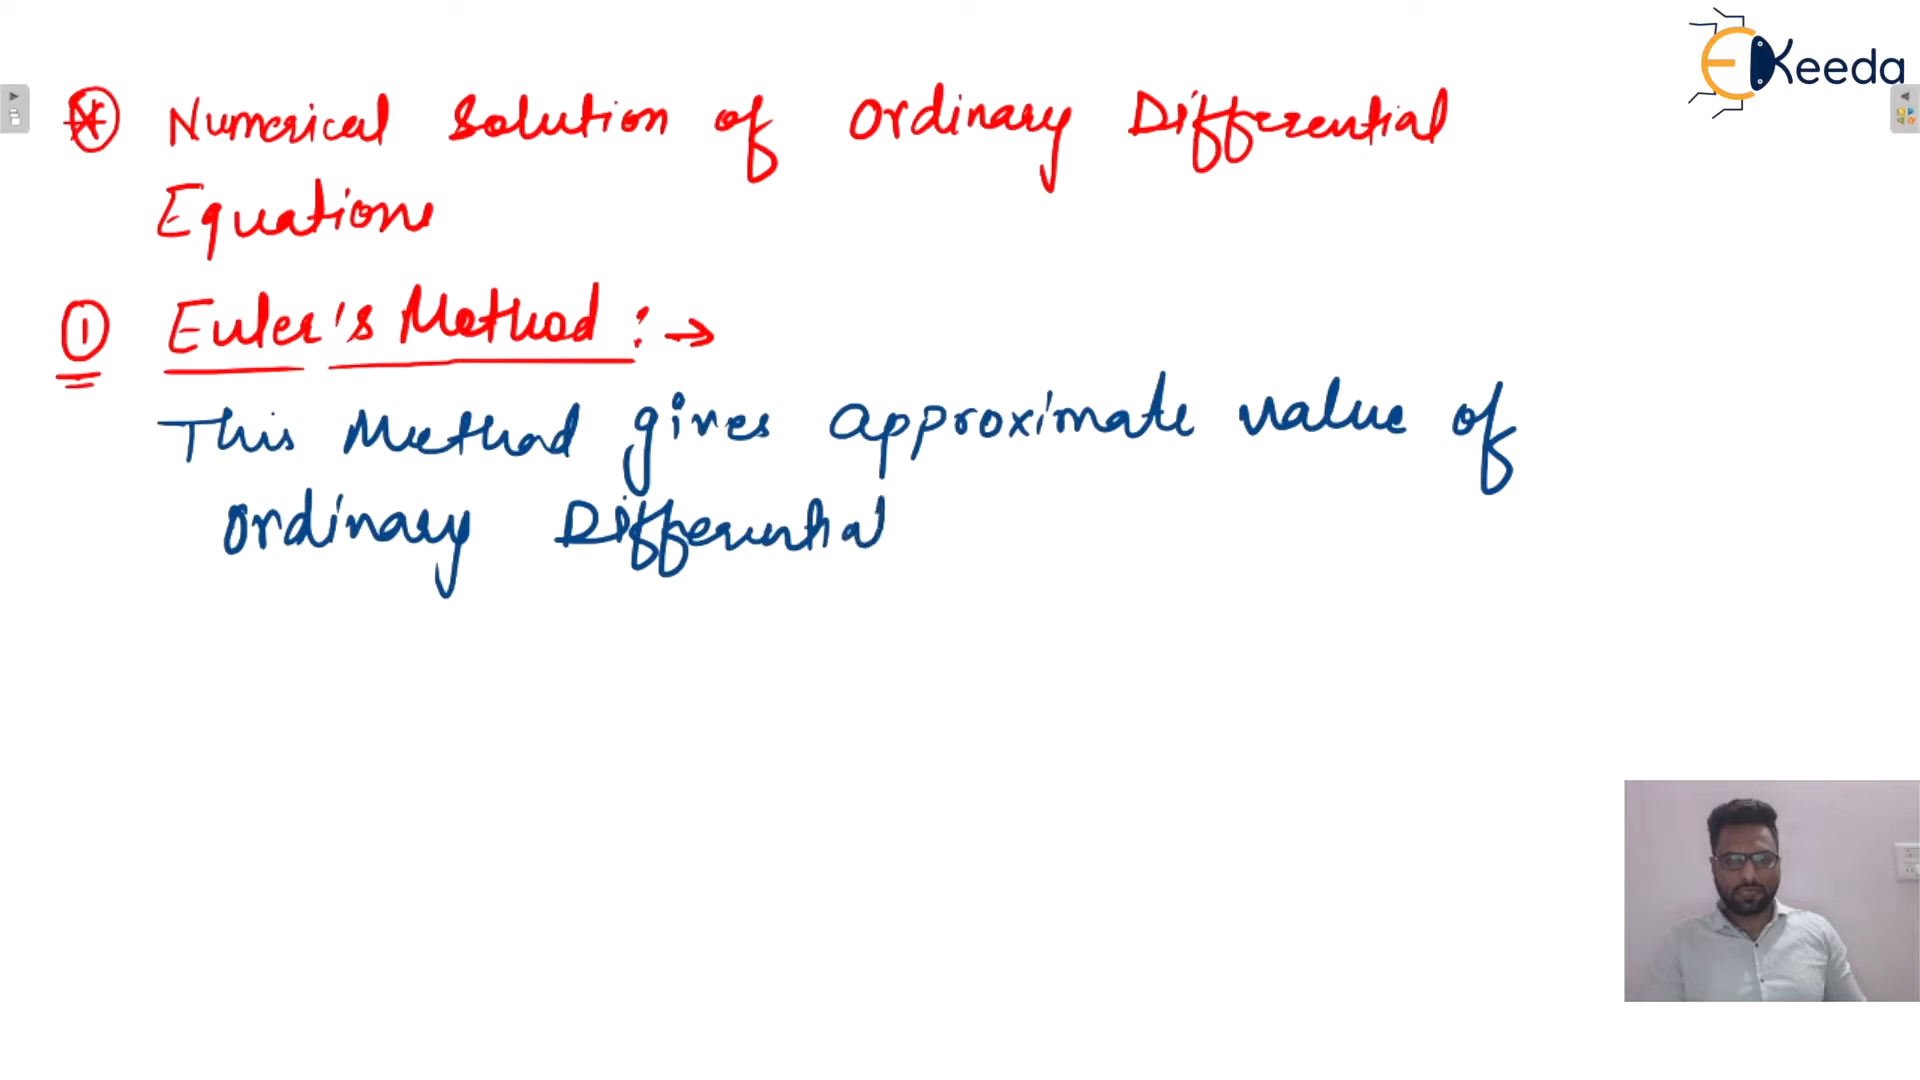 EKeeda
Numerical Solution of Ordinary Differential
Equations
1 Euler's Method :→
This Method gives approximate value of
Ordinary Differential